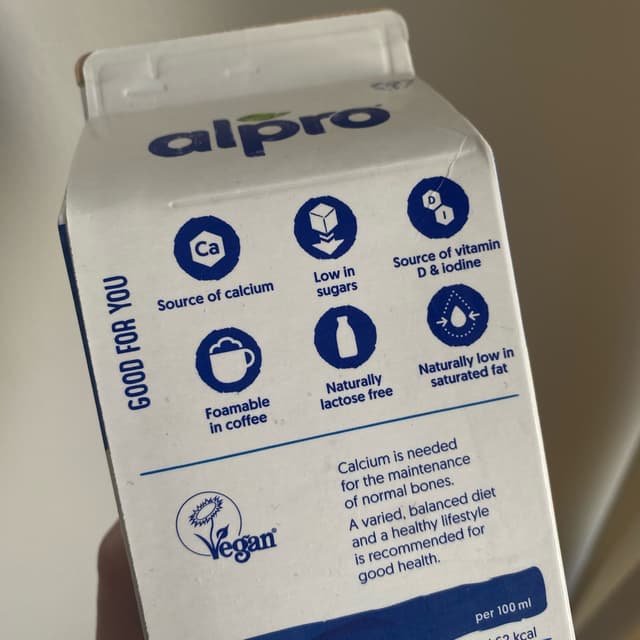 alpro
GOOD FOR YOU
Ca
Source of calcium
Low in
sugars
D
I
Source of vitamin
D & iodine
Foamable
in coffee
Naturally
lactose free
Naturally low in
saturated fat
Vegan
Calcium is needed
for the maintenance
of normal bones.
A varied, balanced diet
and a healthy lifestyle
is recommended for
good health.
per 100 ml
kcal